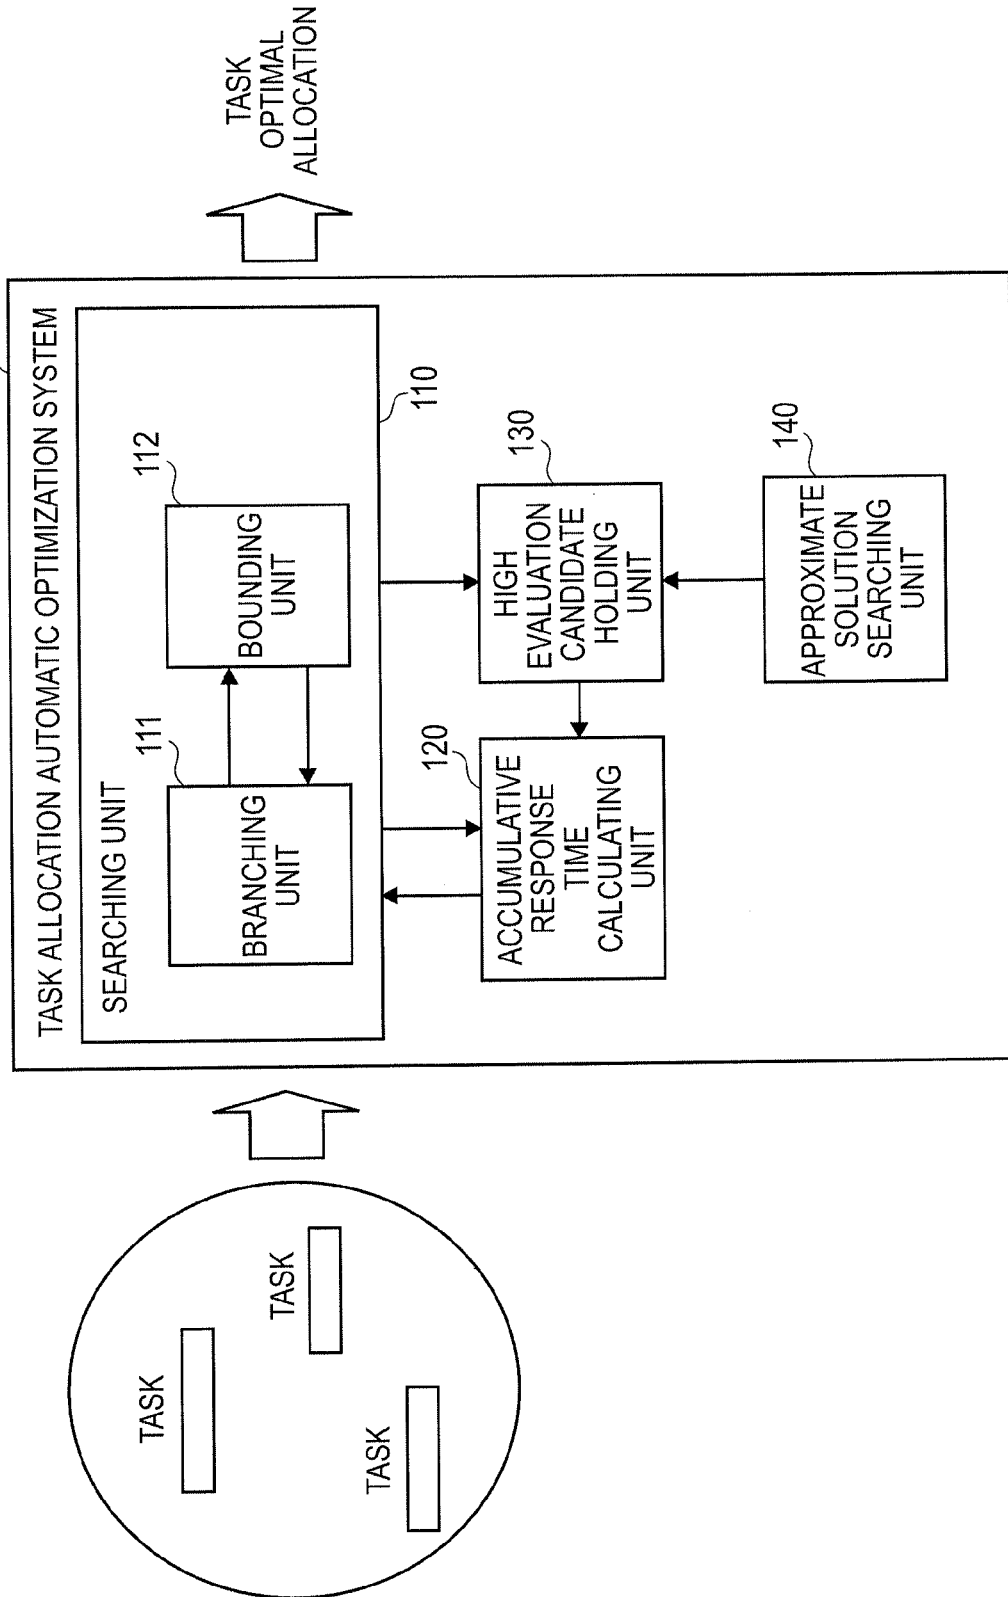 TASK
TASK
TASK
TASK ALLOCATION AUTOMATIC OPTIMIZATION SYSTEM
SEARCHING UNIT
110
111
BRANCHING
UNIT
112
BOUNDING
UNIT
120
ACCUMULATIVE
RESPONSE
TIME
CALCULATING
UNIT
130
HIGH
EVALUATION
CANDIDATE
HOLDING
UNIT
140
APPROXIMATE
SOLUTION
SEARCHING
UNIT
TASK
OPTIMAL
ALLOCATION